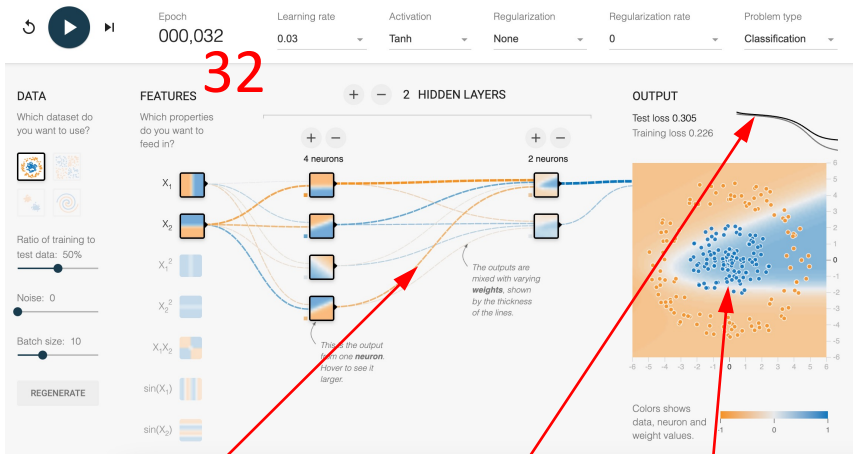 Epoch
000,032
Learning rate
0.03
Activation
Tanh
Regularization
None
Regularization rate
0
Problem type
Classification
32
DATA
Which dataset do
you want to use?
Ratio of training to
test data: 50%
Noise: 0
Batch size: 10
REGENERATE
FEATURES
Which properties
do you want to
feed in?
X₁
X₂
X₁²
X₂²
X₁X₂
sin(X₁)
sin(X₂)
+ − 2 HIDDEN LAYERS
+ −
4 neurons
+ −
2 neurons
The outputs are
mixed with varying
weights, shown
by the thickness
of the lines.
This is the output
from one neuron.
Hover to see it
larger.
OUTPUT
Test loss 0.305
Training loss 0.226
6
5
4
3
2
1
0
-1
-2
-3
-4
-5
-6
-6 -5 -4 -3 -2 -1 0 1 2 3 4 5 6
Colors shows
data, neuron and
weight values.
-1 0 1